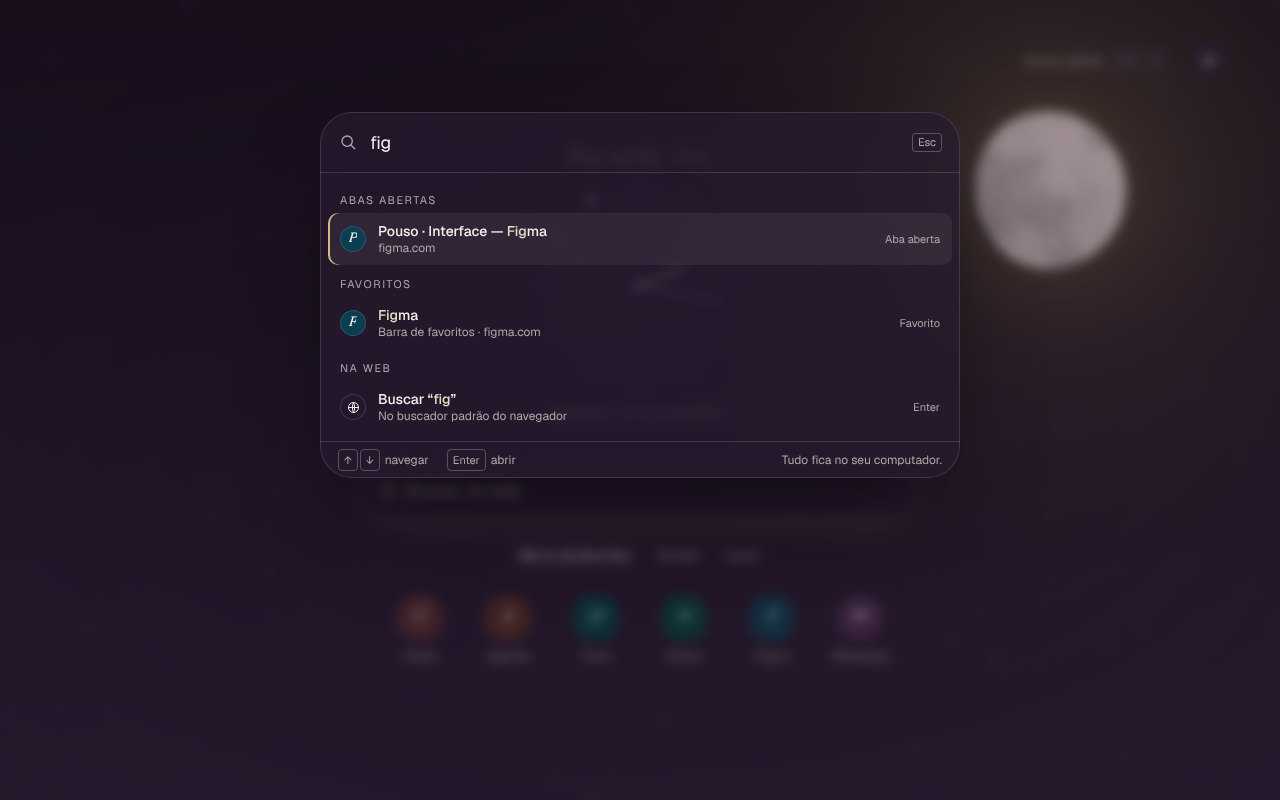 fig
Esc
ABAS ABERTAS
P
Pouso · Interface — Figma
figma.com
Aba aberta
FAVORITOS
F
Figma
Barra de favoritos · figma.com
Favorito
NA WEB
Buscar “fig”
No buscador padrão do navegador
Enter
↑ ↓ navegar Enter abrir
Tudo fica no seu computador.